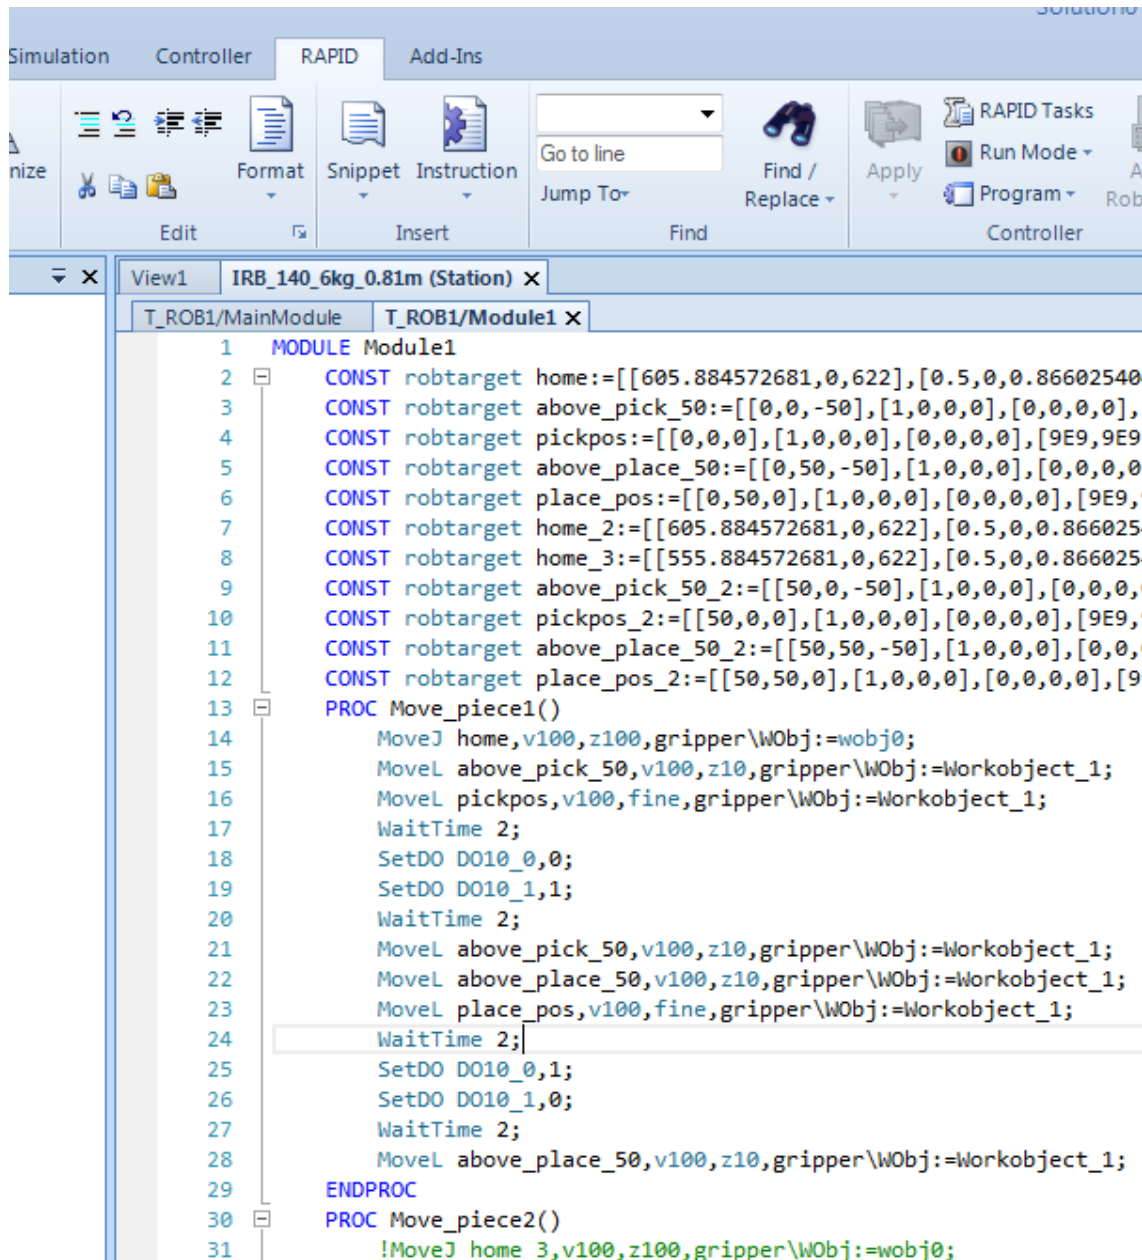 Simulation Controller RAPID Add-Ins
Format
Snippet Instruction
Go to line
Jump To
Find /
Replace
Apply
RAPID Tasks
Run Mode
Program
Edit Insert Find Controller
View1 IRB_140_6kg_0.81m (Station)
T_ROB1/MainModule T_ROB1/Module1
1 MODULE Module1
2 CONST robtarget home:=[[605.884572681,0,622],[0.5,0,0.86602540
3 CONST robtarget above_pick_50:=[[0,0,-50],[1,0,0,0],[0,0,0,0],
4 CONST robtarget pickpos:=[[0,0,0],[1,0,0,0],[0,0,0,0],[9E9,9E9
5 CONST robtarget above_place_50:=[[0,50,-50],[1,0,0,0],[0,0,0,0
6 CONST robtarget place_pos:=[[0,50,0],[1,0,0,0],[0,0,0,0],[9E9,
7 CONST robtarget home_2:=[[605.884572681,0,622],[0.5,0,0.866025
8 CONST robtarget home_3:=[[555.884572681,0,622],[0.5,0,0.866025
9 CONST robtarget above_pick_50_2:=[[50,0,-50],[1,0,0,0],[0,0,0,
10 CONST robtarget pickpos_2:=[[50,0,0],[1,0,0,0],[0,0,0,0],[9E9,
11 CONST robtarget above_place_50_2:=[[50,50,-50],[1,0,0,0],[0,0,
12 CONST robtarget place_pos_2:=[[50,50,0],[1,0,0,0],[0,0,0,0],[9
13 PROC Move_piece1()
14 MoveJ home,v100,z100,gripper\WObj:=wobj0;
15 MoveL above_pick_50,v100,z10,gripper\WObj:=Workobject_1;
16 MoveL pickpos,v100,fine,gripper\WObj:=Workobject_1;
17 WaitTime 2;
18 SetDO DO10_0,0;
19 SetDO DO10_1,1;
20 WaitTime 2;
21 MoveL above_pick_50,v100,z10,gripper\WObj:=Workobject_1;
22 MoveL above_place_50,v100,z10,gripper\WObj:=Workobject_1;
23 MoveL place_pos,v100,fine,gripper\WObj:=Workobject_1;
24 WaitTime 2;
25 SetDO DO10_0,1;
26 SetDO DO10_1,0;
27 WaitTime 2;
28 MoveL above_place_50,v100,z10,gripper\WObj:=Workobject_1;
29 ENDPROC
30 PROC Move_piece2()
31 !MoveJ home_3,v100,z100,gripper\WObj:=wobj0;